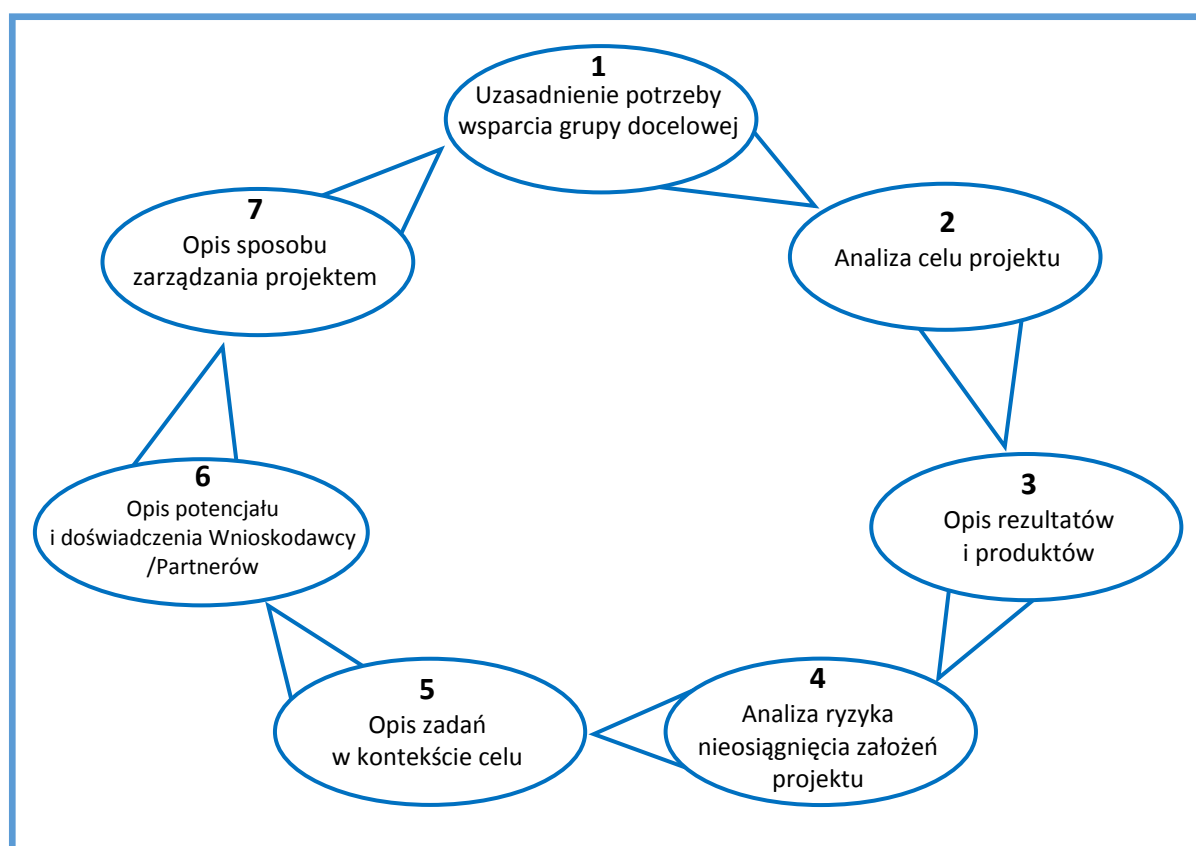 1
Uzasadnienie potrzeby
wsparcia grupy docelowej
2
Analiza celu projektu
3
Opis rezultatów
i produktów
4
Analiza ryzyka
nieosiągnięcia założeń
projektu
5
Opis zadań
w kontekście celu
6
Opis potencjału
i doświadczenia Wnioskodawcy
/Partnerów
7
Opis sposobu
zarządzania projektem